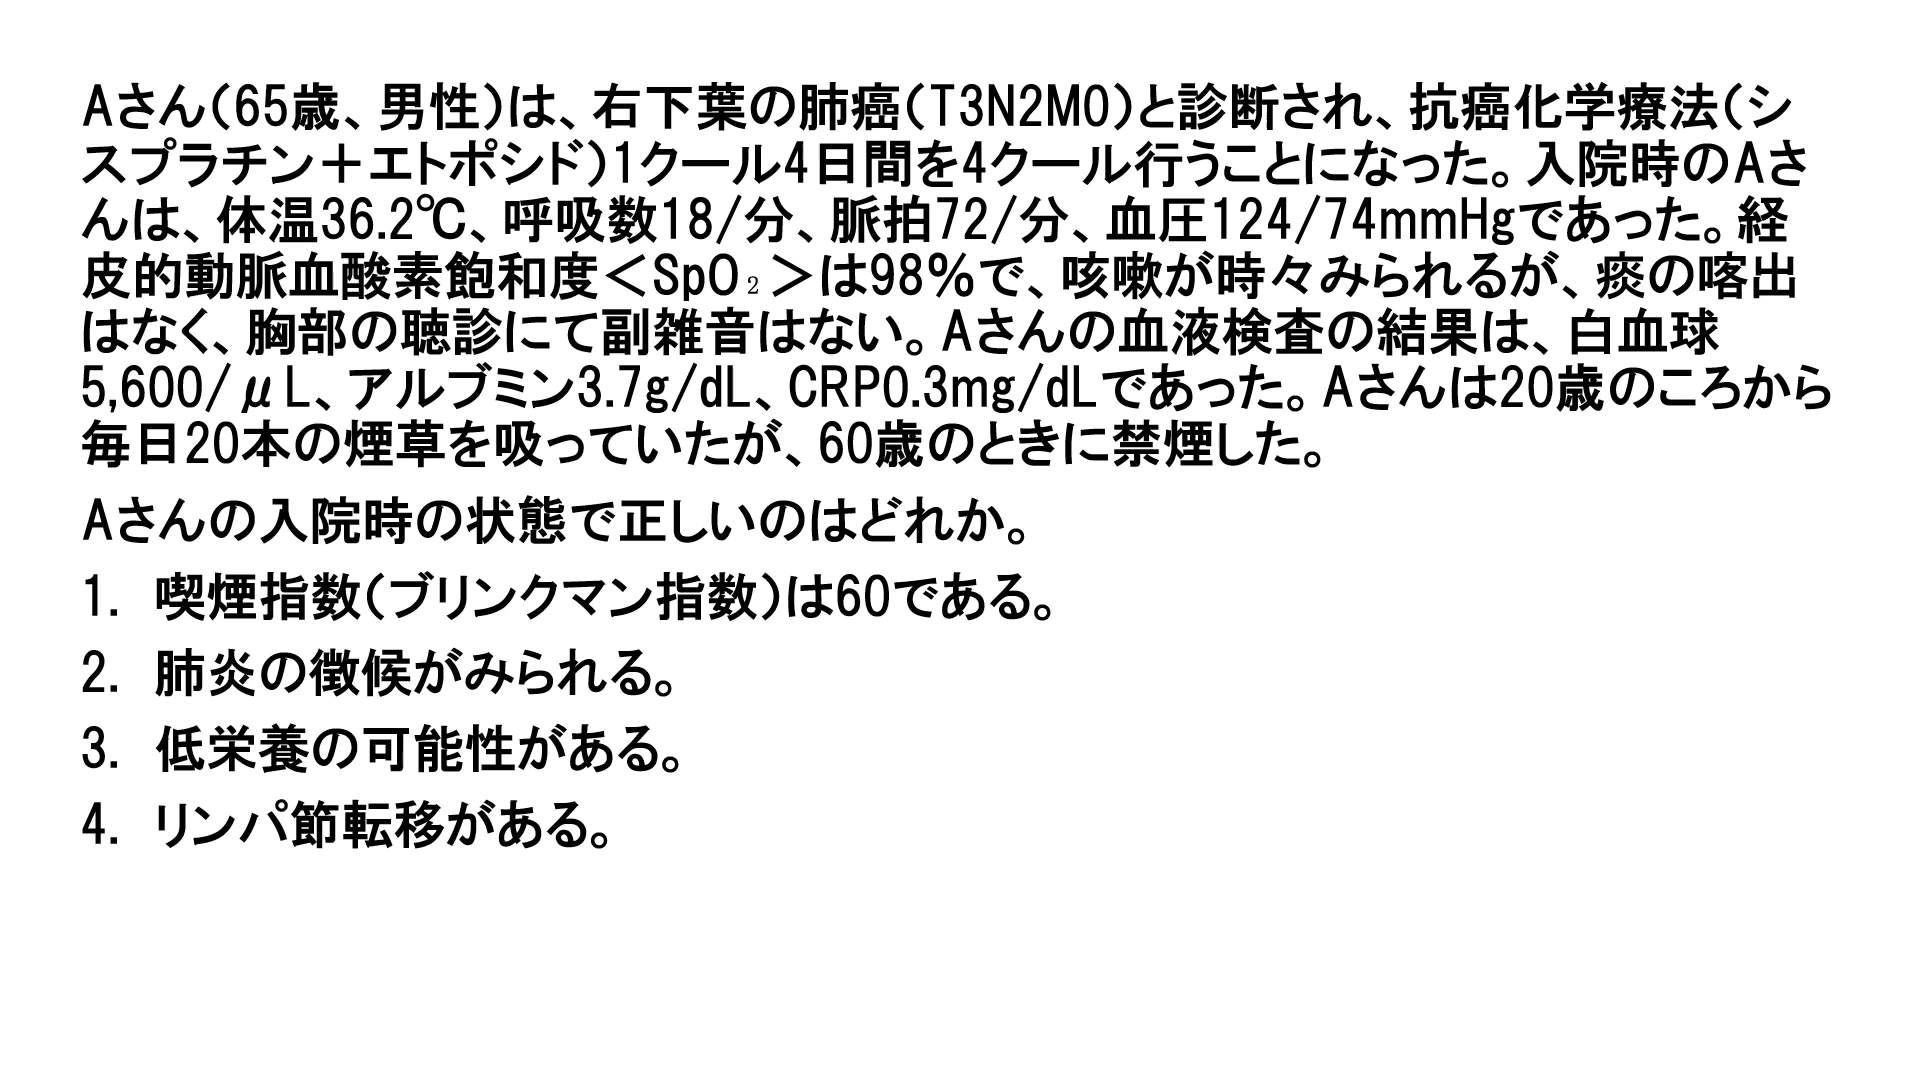 Aさん（65歳、男性）は、右下葉の肺癌（T3N2M0）と診断され、抗癌化学療法（シ
スプラチン＋エトポシド）1クール4日間を4クール行うことになった。入院時のAさ
んは、体温36.2℃、呼吸数18/分、脈拍72/分、血圧124/74mmHgであった。経
皮的動脈血酸素飽和度＜SpO₂＞は98％で、咳嗽が時々みられるが、痰の喀出
はなく、胸部の聴診にて副雑音はない。Aさんの血液検査の結果は、白血球
5,600/μL、アルブミン3.7g/dL、CRP0.3mg/dLであった。Aさんは20歳のころから
毎日20本の煙草を吸っていたが、60歳のときに禁煙した。
Aさんの入院時の状態で正しいのはどれか。
1. 喫煙指数（ブリンクマン指数）は60である。
2. 肺炎の徴候がみられる。
3. 低栄養の可能性がある。
4. リンパ節転移がある。